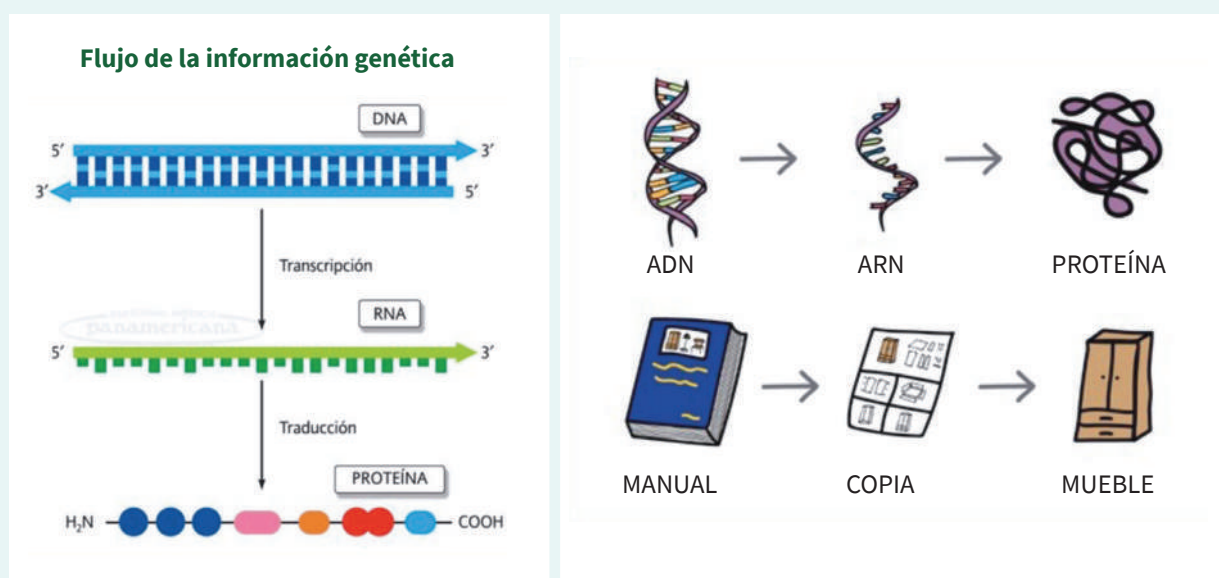 Flujo de la información genética
DNA
5′ 3′
3′ 5′
Transcripción
RNA
panamericana
5′ 3′
Traducción
PROTEÍNA
H₂N COOH
ADN ARN PROTEÍNA
MANUAL COPIA MUEBLE